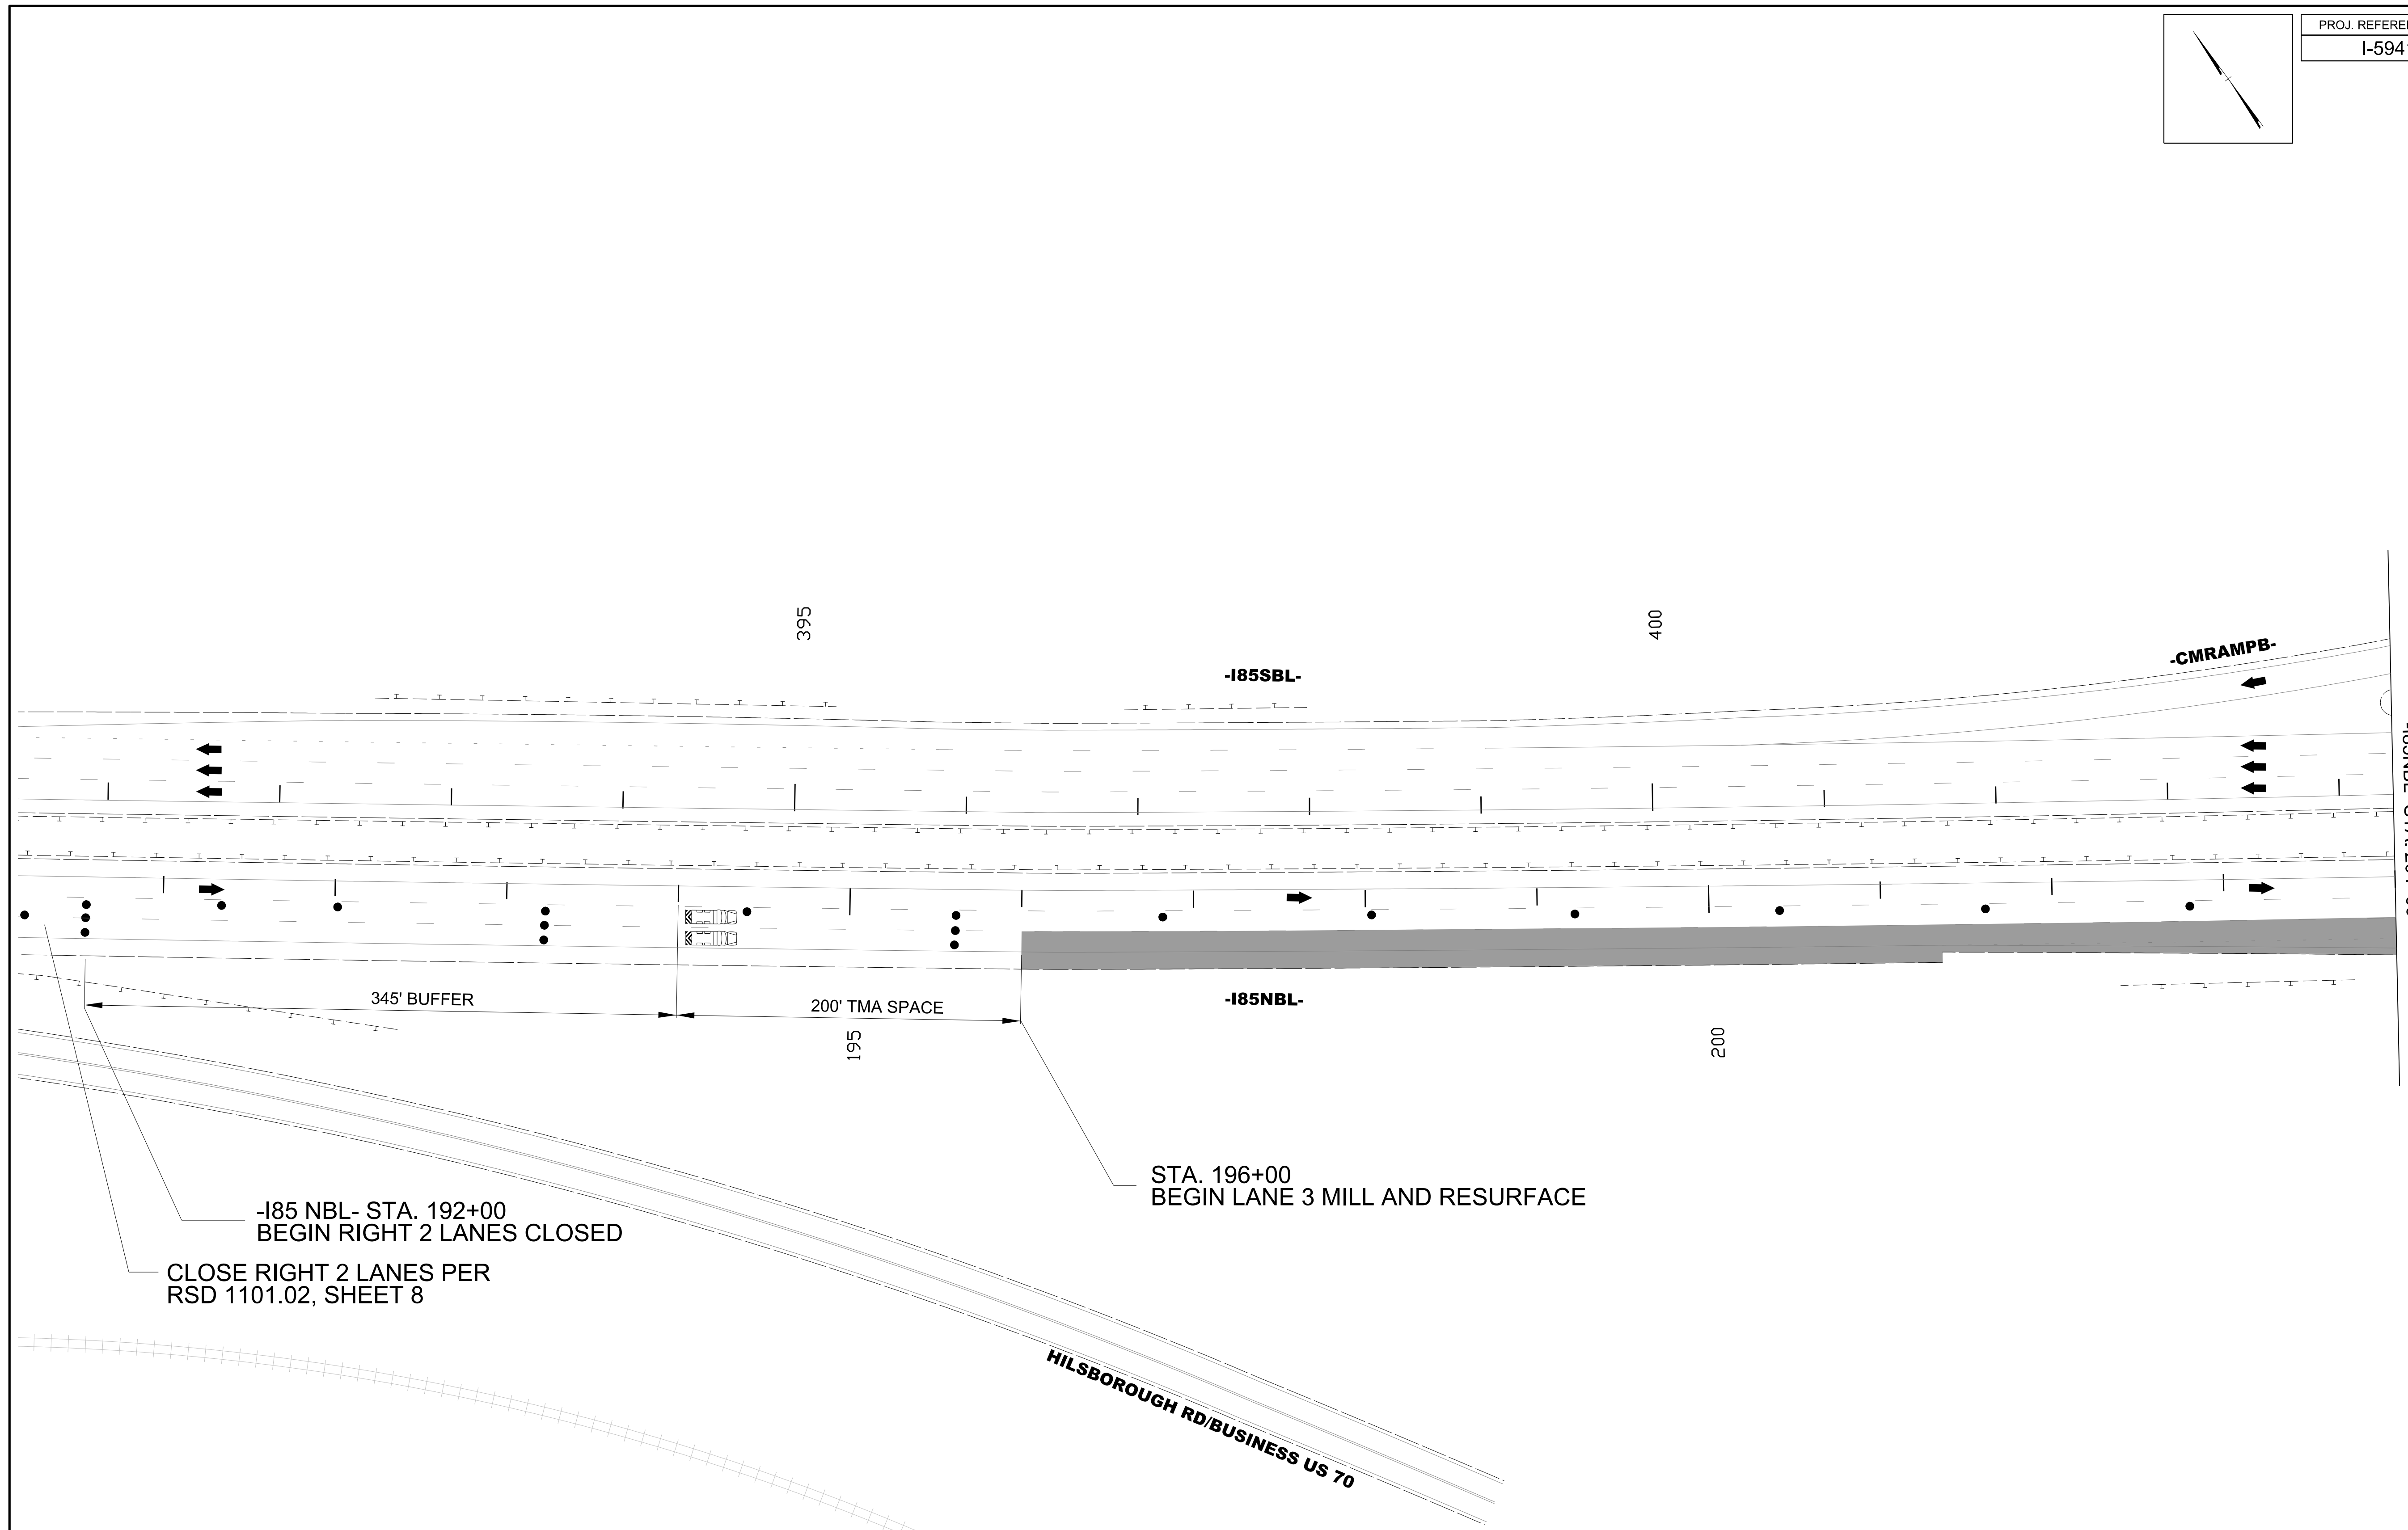 PROJ.
I-594
395
400
-CMRAMPB-
-I85SBL-
345' BUFFER
200' TMA SPACE
-I85NBL-
195
200
STA. 196+00
BEGIN LANE 3 MILL AND RESURFACE
-I85 NBL- STA. 192+00
BEGIN RIGHT 2 LANES CLOSED
CLOSE RIGHT 2 LANES PER
RSD 1101.02, SHEET 8
HILSBOROUGH RD/BUSINESS US 70